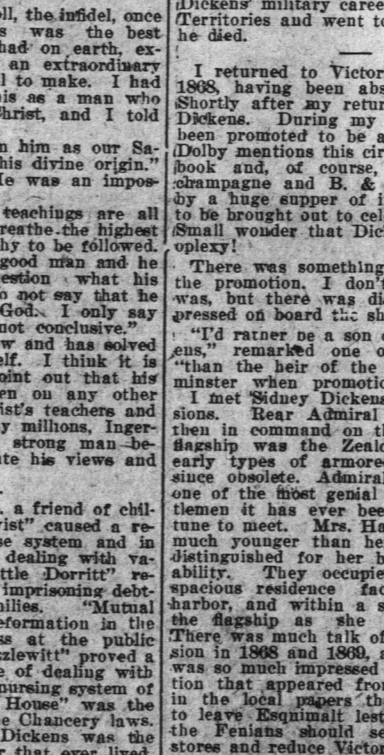 ll, the infidel, once
s was the best
had on earth, ex-
an extraordinary
l to make. I had
his as a man who
Christ, and I told
n him as our Sa-
his divine origin."
He was an impos-
teachings are all
reathe the highest
hy to be followed.
good man and he
estion what his
o not say that he
God. I only say
not conclusive."
w and has solved
elf. I think it is
oint out that his
en on any other
ist's teachers and
y millions, Inger-
strong man be-
ate his views and
. a friend of chil-
vist" caused a re-
se system and in
dealing with va-
ttle Dorritt" re-
imprisoning debt-
nilies. "Mutual
eformation in the
ss at the public
zzlewitt" proved a
e of dealing with
nursing system of
House" was the
e Chancery laws.
Dickens was the
r that ever lived
Dickens' military caree
Territories and went to
he died.
I returned to Victor
1868, having been abs
Shortly after my retur
Dickens. During my
been promoted to be a
Dolby mentions this cir
book and, of course,
champagne and B. &
by a huge supper of i
to be brought out to cel
Small wonder that Dic
oplexy!
There was something
the promotion. I don't
was, but there was di
pressed on board the sh
"I'd rather be a son o
ens," remarked one o
"than the heir of the
minster when promotio
I met Sidney Dickens
sions. Rear Admiral
then in command on th
flagship was the Zeal
early types of armore
since obsolete. Admiral
one of the most genial
tlemen it has ever bee
tune to meet. Mrs. Ha
much younger than he
distinguished for her b
ability. They occupie
spacious residence fac
harbor, and within a s
the flagship as she
There was much talk of
sion in 1868 and 1869, a
was so much impressed
tion that appeared fro
in the local papers th
to leave Esquimalt lest
the Fenians should se
stores and reduce Vict